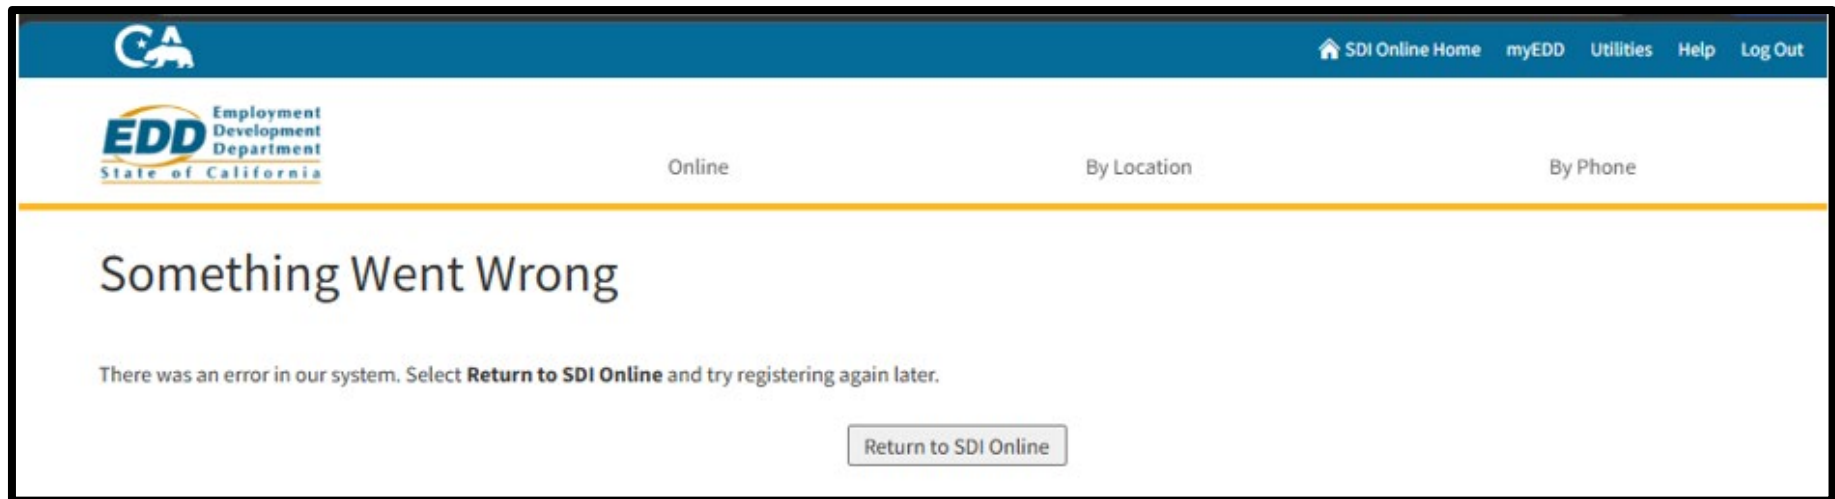 CA
SDI Online Home myEDD Utilities Help Log Out
EDD
Employment
Development
Department
State of California
Online By Location By Phone
Something Went Wrong
There was an error in our system. Select Return to SDI Online and try registering again later.
Return to SDI Online